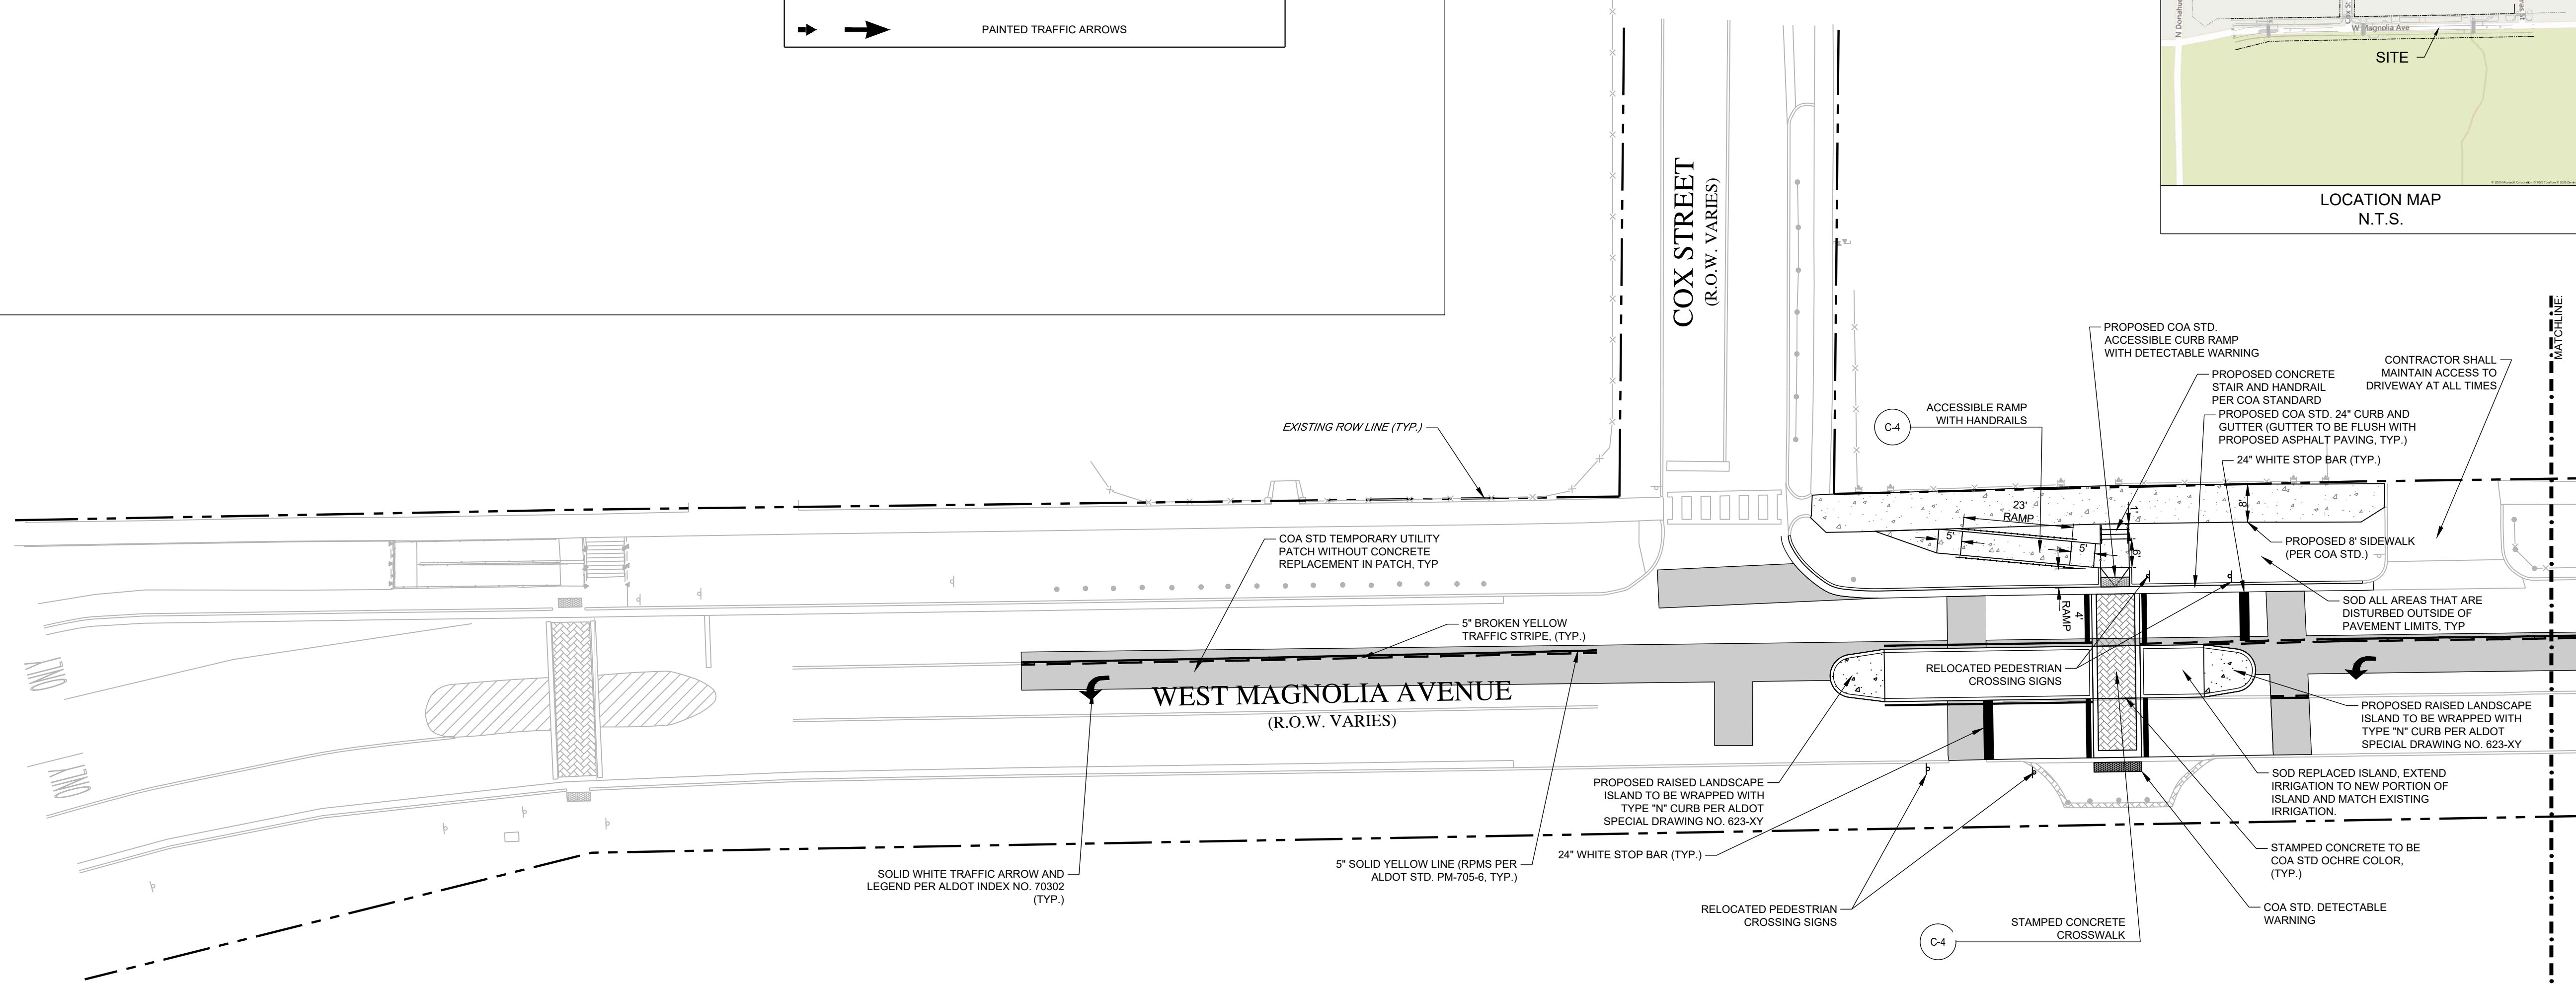 PAINTED TRAFFIC ARROWS
N Donahue
Cox St
W Magnolia Ave
SITE
LOCATION MAP
N.T.S.
COX STREET
(R.O.W. VARIES)
MATCHLINE:
PROPOSED COA STD.
ACCESSIBLE CURB RAMP
WITH DETECTABLE WARNING
CONTRACTOR SHALL
MAINTAIN ACCESS TO
DRIVEWAY AT ALL TIMES
PROPOSED CONCRETE
STAIR AND HANDRAIL
PER COA STANDARD
C-4
ACCESSIBLE RAMP
WITH HANDRAILS
PROPOSED COA STD. 24" CURB AND
GUTTER (GUTTER TO BE FLUSH WITH
PROPOSED ASPHALT PAVING, TYP.)
EXISTING ROW LINE (TYP.)
24" WHITE STOP BAR (TYP.)
23'
RAMP
8'
1'
5'
5'
6'
4'
RAMP
COA STD TEMPORARY UTILITY
PATCH WITHOUT CONCRETE
REPLACEMENT IN PATCH, TYP
PROPOSED 8' SIDEWALK
(PER COA STD.)
SOD ALL AREAS THAT ARE
DISTURBED OUTSIDE OF
PAVEMENT LIMITS, TYP
5" BROKEN YELLOW
TRAFFIC STRIPE, (TYP.)
RELOCATED PEDESTRIAN
CROSSING SIGNS
ONLY
WEST MAGNOLIA AVENUE
(R.O.W. VARIES)
PROPOSED RAISED LANDSCAPE
ISLAND TO BE WRAPPED WITH
TYPE "N" CURB PER ALDOT
SPECIAL DRAWING NO. 623-XY
ONLY
PROPOSED RAISED LANDSCAPE
ISLAND TO BE WRAPPED WITH
TYPE "N" CURB PER ALDOT
SPECIAL DRAWING NO. 623-XY
SOD REPLACED ISLAND, EXTEND
IRRIGATION TO NEW PORTION OF
ISLAND AND MATCH EXISTING
IRRIGATION.
24" WHITE STOP BAR (TYP.)
STAMPED CONCRETE TO BE
COA STD OCHRE COLOR,
(TYP.)
5" SOLID YELLOW LINE (RPMS PER
ALDOT STD. PM-705-6, TYP.)
SOLID WHITE TRAFFIC ARROW AND
LEGEND PER ALDOT INDEX NO. 70302
(TYP.)
RELOCATED PEDESTRIAN
CROSSING SIGNS
COA STD. DETECTABLE
WARNING
C-4
STAMPED CONCRETE
CROSSWALK